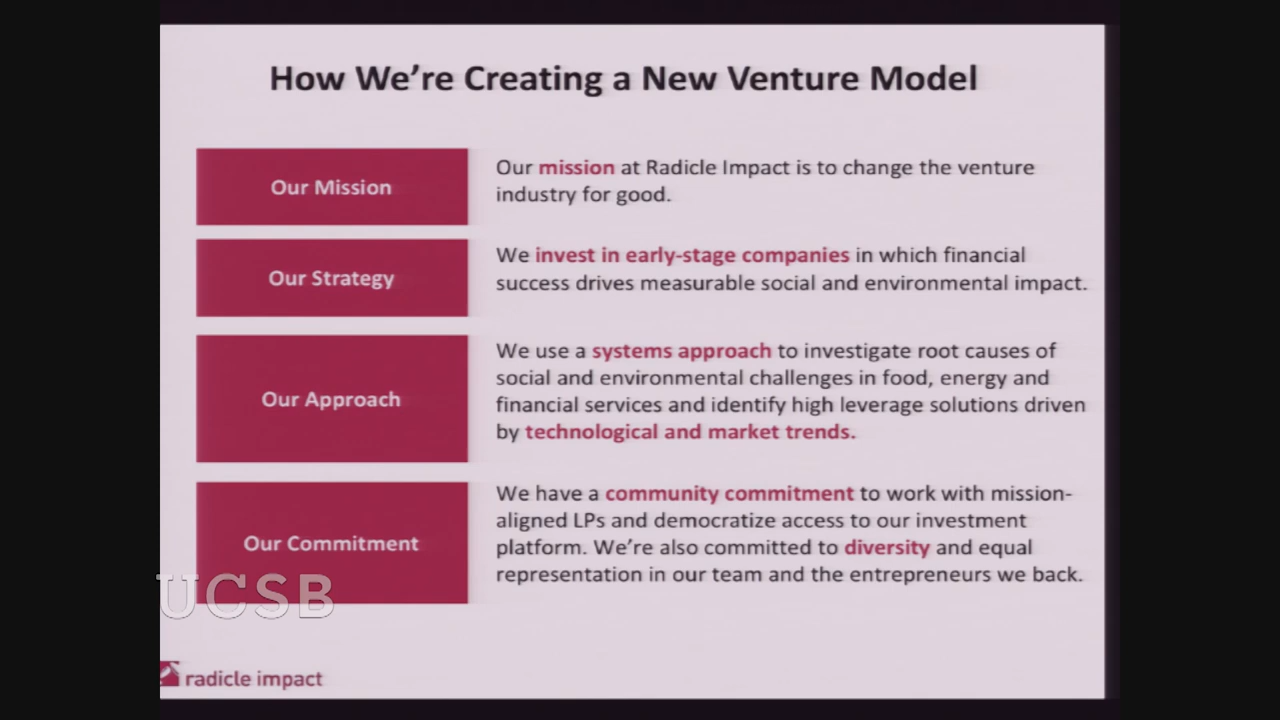 How We're Creating a New Venture Model
Our Mission
Our mission at Radicle Impact is to change the venture
industry for good.
Our Strategy
We invest in early-stage companies in which financial
success drives measurable social and environmental impact.
Our Approach
We use a systems approach to investigate root causes of
social and environmental challenges in food, energy and
financial services and identify high leverage solutions driven
by technological and market trends.
Our Commitment
We have a community commitment to work with mission-
aligned LPs and democratize access to our investment
platform. We're also committed to diversity and equal
representation in our team and the entrepreneurs we back.
UCSB
radicle impact